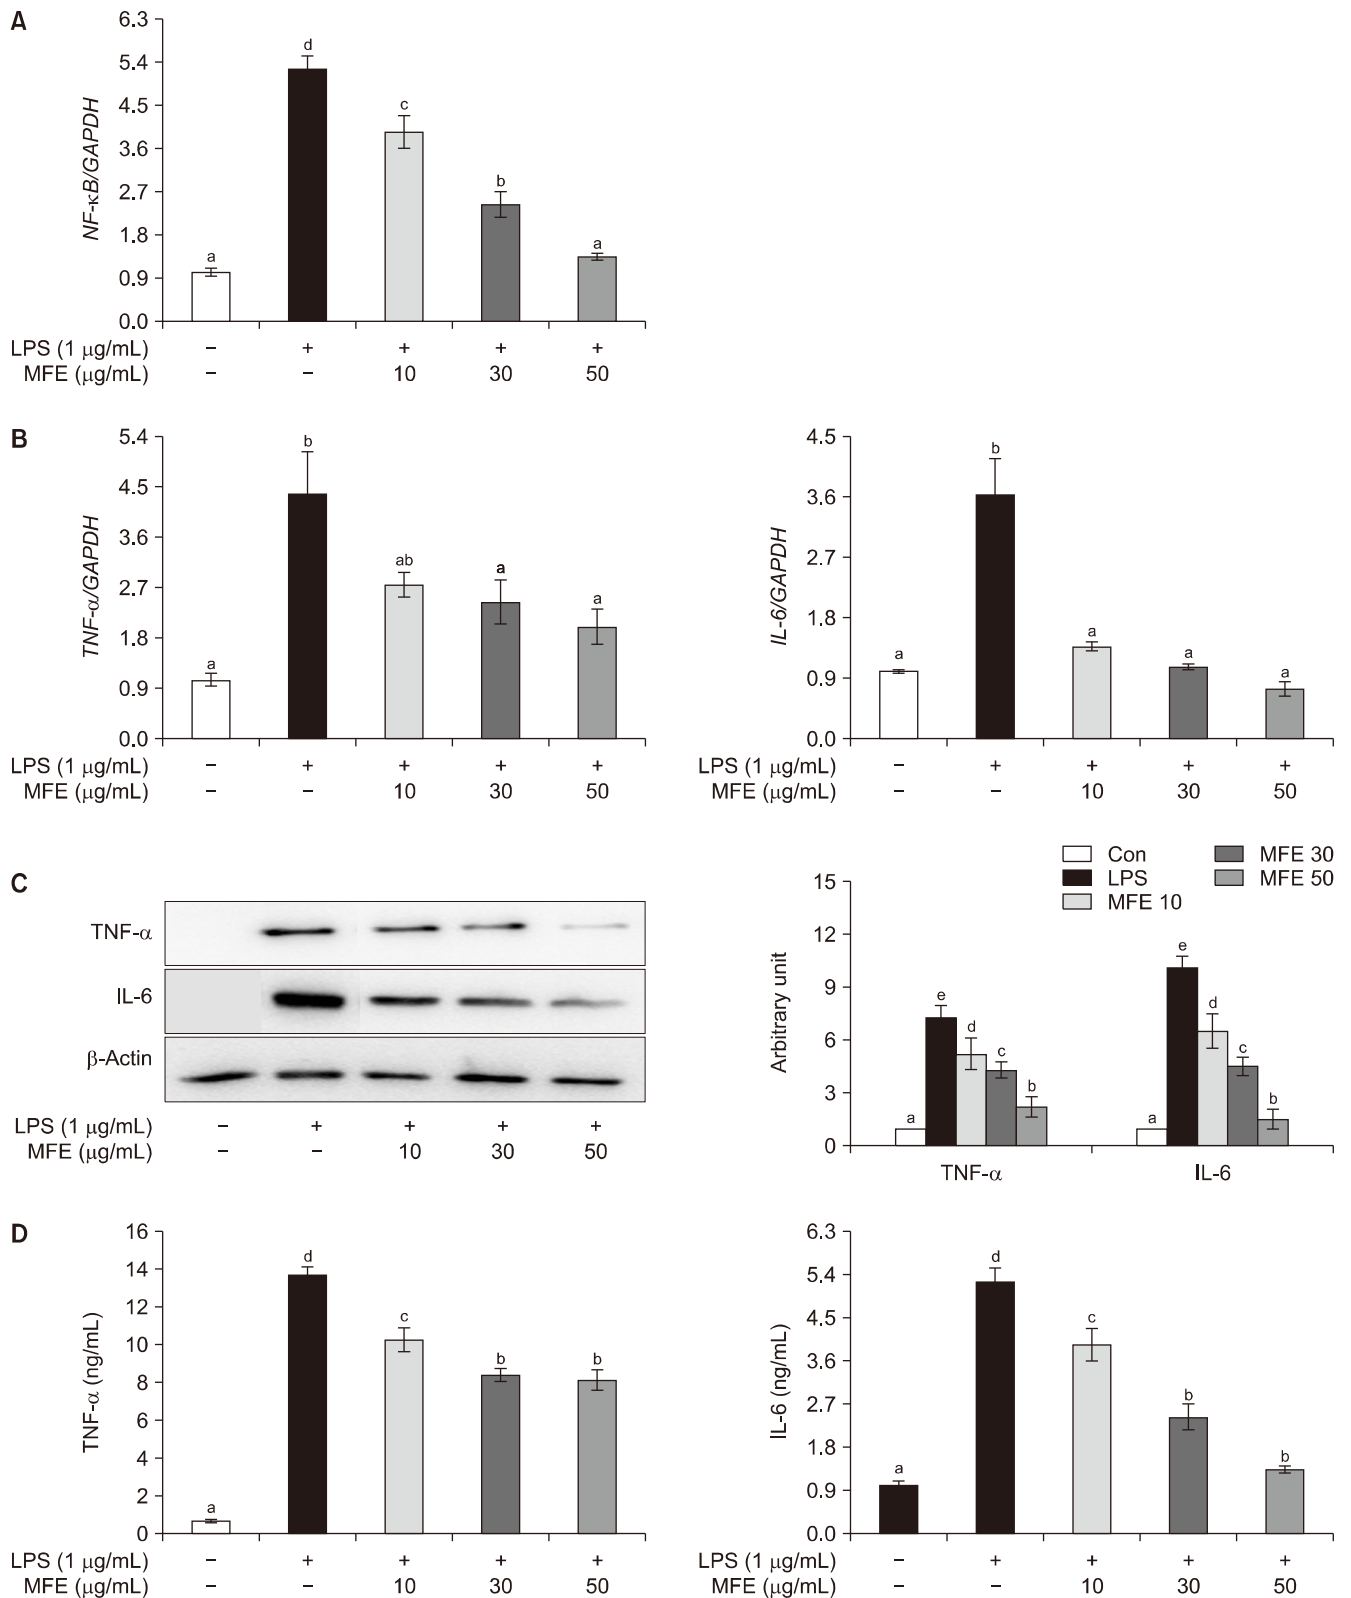 A
NF-κB/GAPDH
6.3
5.4
4.5
3.6
2.7
1.8
0.9
0.0
a
d
c
b
a
LPS (1 μg/mL) – + + + +
MFE (μg/mL) – – 10 30 50
B
TNF-α/GAPDH
5.4
4.5
3.6
2.7
1.8
0.9
0.0
a
b
ab
a
a
LPS (1 μg/mL) – + + + +
MFE (μg/mL) – – 10 30 50
IL-6/GAPDH
4.5
3.6
2.7
1.8
0.9
0.0
a
b
a
a
a
LPS (1 μg/mL) – + + + +
MFE (μg/mL) – – 10 30 50
C
TNF-α
IL-6
β-Actin
LPS (1 μg/mL) – + + + +
MFE (μg/mL) – – 10 30 50
Con
LPS
MFE 10
MFE 30
MFE 50
Arbitrary unit
15
12
9
6
3
0
a
e
d
c
b
a
e
d
c
b
TNF-α IL-6
D
TNF-α (ng/mL)
16
14
12
10
8
6
4
2
0
a
d
c
b
b
LPS (1 μg/mL) – + + + +
MFE (μg/mL) – – 10 30 50
IL-6 (ng/mL)
6.3
5.4
4.5
3.6
2.7
1.8
0.9
0.0
a
d
c
b
b
LPS (1 μg/mL) – + + + +
MFE (μg/mL) – – 10 30 50